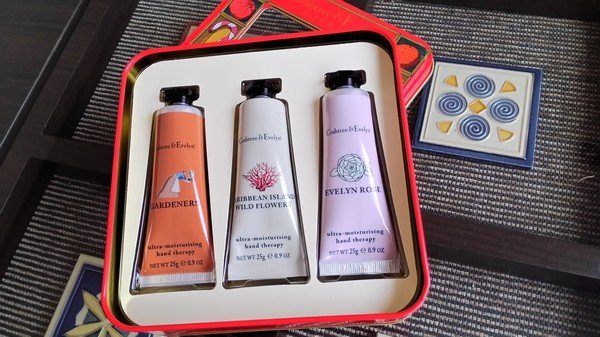 Crabtree & Evelyn
Crabtree & Evelyn
GARDENERS
ultra-moisturising
hand therapy
NET WT 25g ℮ 0.9 OZ
Crabtree & Evelyn
CARIBBEAN ISLAND
WILD FLOWERS
ultra-moisturising
hand therapy
NET WT 25g ℮ 0.9 OZ
Crabtree & Evelyn
EVELYN ROSE
ultra-moisturising
hand therapy
NET WT 25g ℮ 0.9 OZ